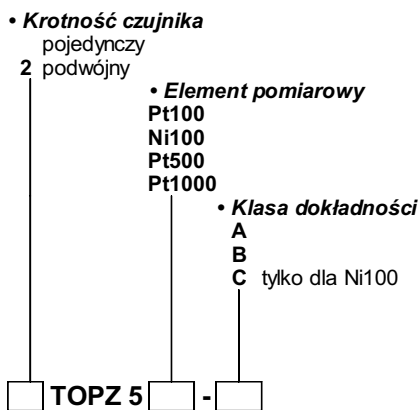 • Krotność czujnika
pojedynczy
2 podwójny
• Element pomiarowy
Pt100
Ni100
Pt500
Pt1000
• Klasa dokładności
A
B
C tylko dla Ni100
TOPZ 5 -